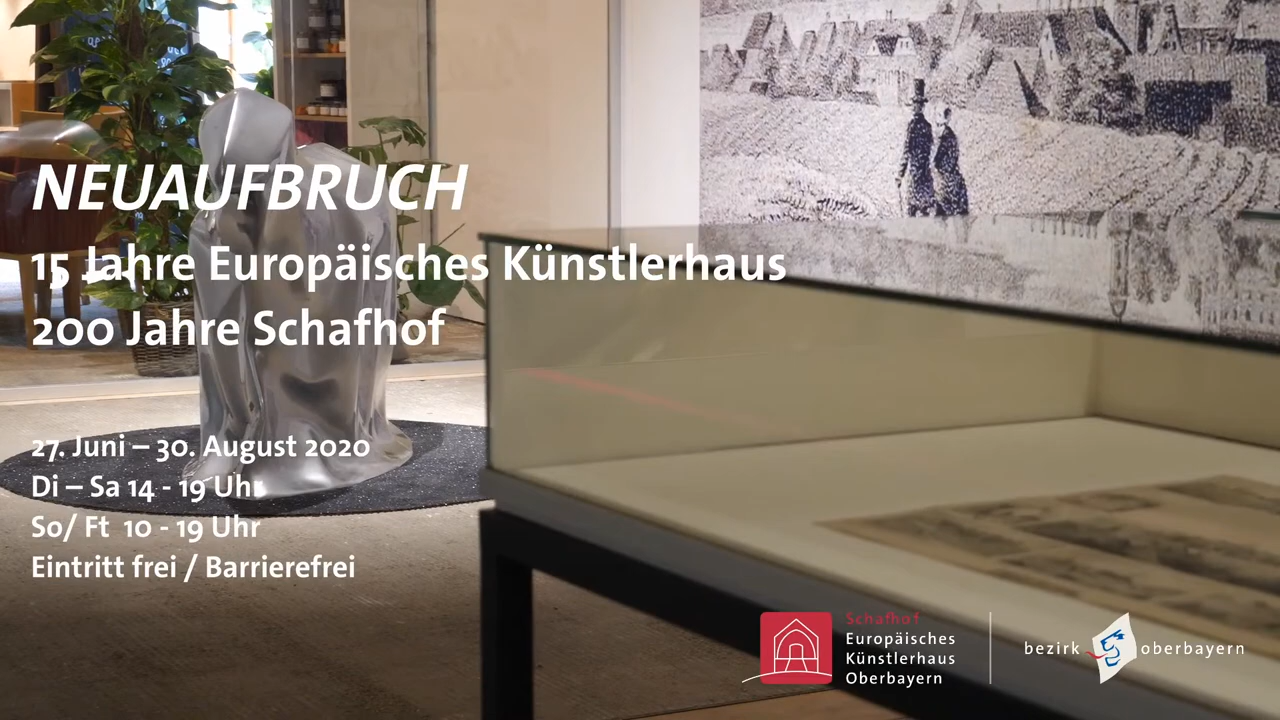 NEUAUFBRUCH
15 Jahre Europäisches Künstlerhaus
200 Jahre Schafhof
27. Juni – 30. August 2020
Di – Sa 14 - 19 Uhr
So/ Ft  10 - 19 Uhr
Eintritt frei / Barrierefrei
Schafhof
Europäisches
Künstlerhaus
Oberbayern
bezirk oberbayern